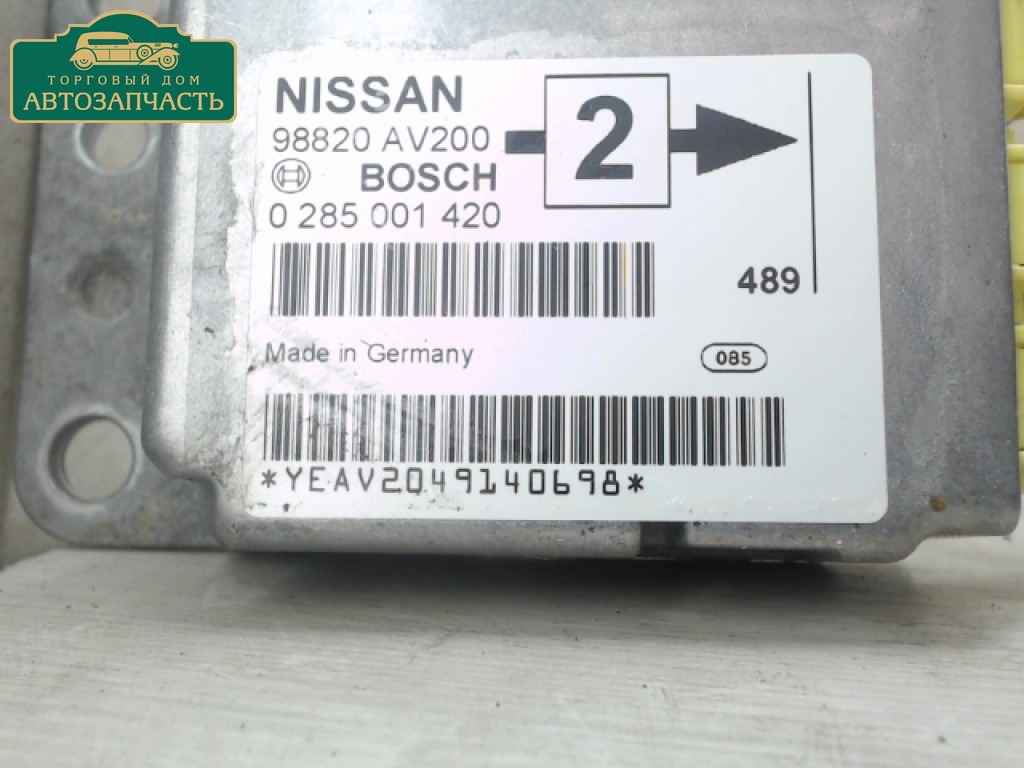 ТОРГОВЫЙ ДОМ
АВТОЗАПЧАСТЬ
NISSAN
98820 AV200
2
BOSCH
0 285 001 420
489
Made in Germany
085
*YEAV2049140698*